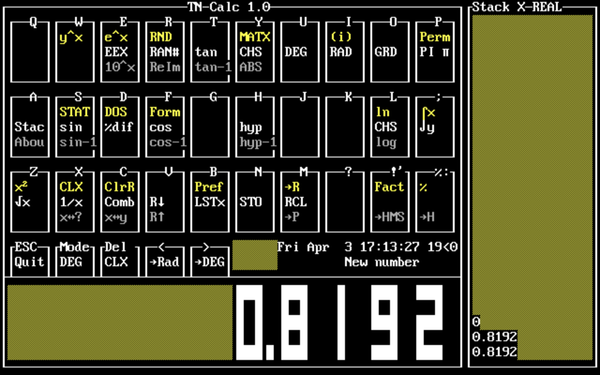 TN-Calc 1.0 Stack X-REAL
Q W E R T Y U I O P
y^x e^x RND MATX (i) Perm
EEX RAN# tan CHS DEG RAD GRD PI π
10^x ReIm tan-1 ABS
A S D F G H J K L ;
STAT DOS Form ln ∫x
Stac sin %dif cos hyp CHS ∫y
Abou sin-1 cos-1 hyp-1 log
Z X C V B N M ? !' %:
x² CLX ClrR Pref →R Fact %
√x 1/x Comb R↓ LSTx STO RCL
x↔? x↔y R↑ →P →HMS →H
ESC Mode Del <— —>
Quit DEG CLX →Rad →DEG
Fri Apr 3 17:13:27 19<0
New number
0.8192
0
0.8192
0.8192